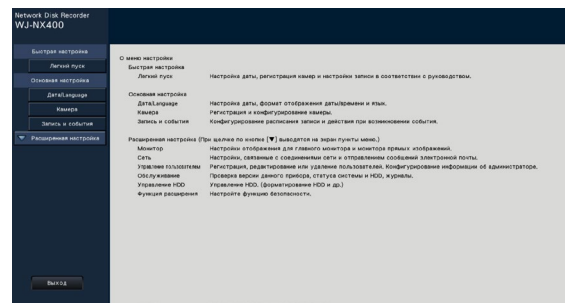 Network Disk Recorder
WJ-NX400
Быстрая настройка
Легкий пуск
Основная настройка
Дата/Language
Камера
Запись и события
Расширенная настройка
Выход
О меню настройки
Быстрая настройка
Легкий пуск Настройка даты, регистрация камер и настройки записи в соответствии с руководством.
Основная настройка
Дата/Language Настройка даты, формат отображения даты/времени и язык.
Камера Регистрация и конфигурирование камеры.
Запись и события Конфигурирование расписания записи и действия при возникновении события.
Расширенная настройка (При щелчке по кнопке [▼] выводятся на экран пункты меню.)
Монитор Настройки отображения для главного монитора и монитора прямых изображений.
Сеть Настройки, связанные с соединениями сети и отправлением сообщений электронной почты.
Управление пользователями Регистрация, редактирование или удаление пользователей. Конфигурирование информации об администраторе.
Обслуживание Проверка версии данного прибора, статуса системы и HDD, журналы.
Управление HDD Управление HDD. (форматирование HDD и др.)
Функция расширения Настройте функцию безопасности.